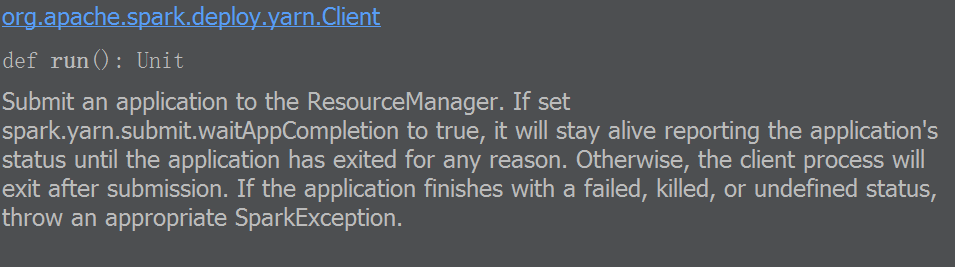 org.apache.spark.deploy.yarn.Client
def run(): Unit
Submit an application to the ResourceManager. If set
spark.yarn.submit.waitAppCompletion to true, it will stay alive reporting the application's
status until the application has exited for any reason. Otherwise, the client process will
exit after submission. If the application finishes with a failed, killed, or undefined status,
throw an appropriate SparkException.